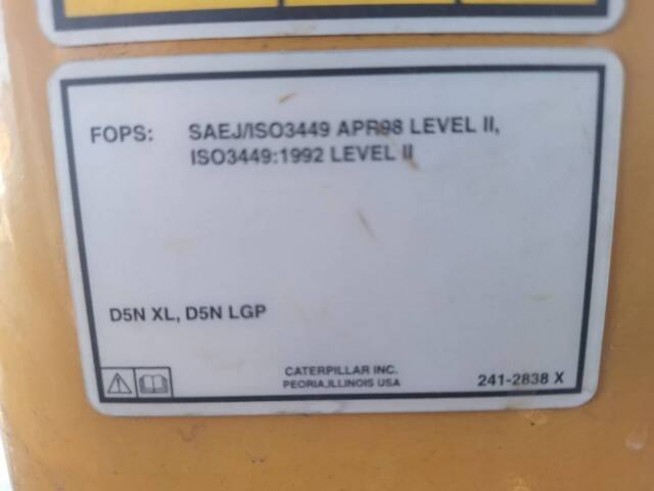 FOPS: SAEJ/ISO3449 APR98 LEVEL II,
ISO3449:1992 LEVEL II
D5N XL, D5N LGP
CATERPILLAR INC.
PEORIA,ILLINOIS USA
241-2838 X